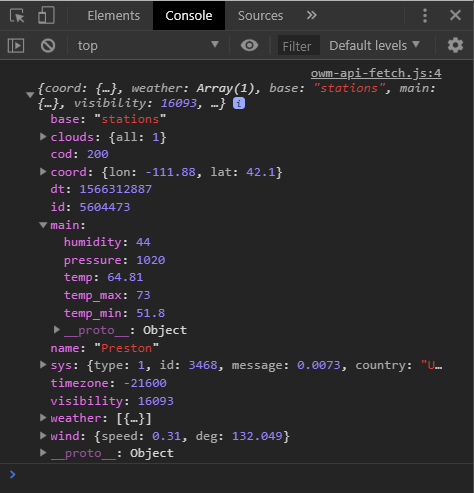 Elements Console Sources »
top Filter Default levels
owm-api-fetch.js:4
{coord: {…}, weather: Array(1), base: "stations", main:
{…}, visibility: 16093, …} i
base: "stations"
clouds: {all: 1}
cod: 200
coord: {lon: -111.88, lat: 42.1}
dt: 1566312887
id: 5604473
main:
humidity: 44
pressure: 1020
temp: 64.81
temp_max: 73
temp_min: 51.8
__proto__: Object
name: "Preston"
sys: {type: 1, id: 3468, message: 0.0073, country: "U…
timezone: -21600
visibility: 16093
weather: [{…}]
wind: {speed: 0.31, deg: 132.049}
__proto__: Object